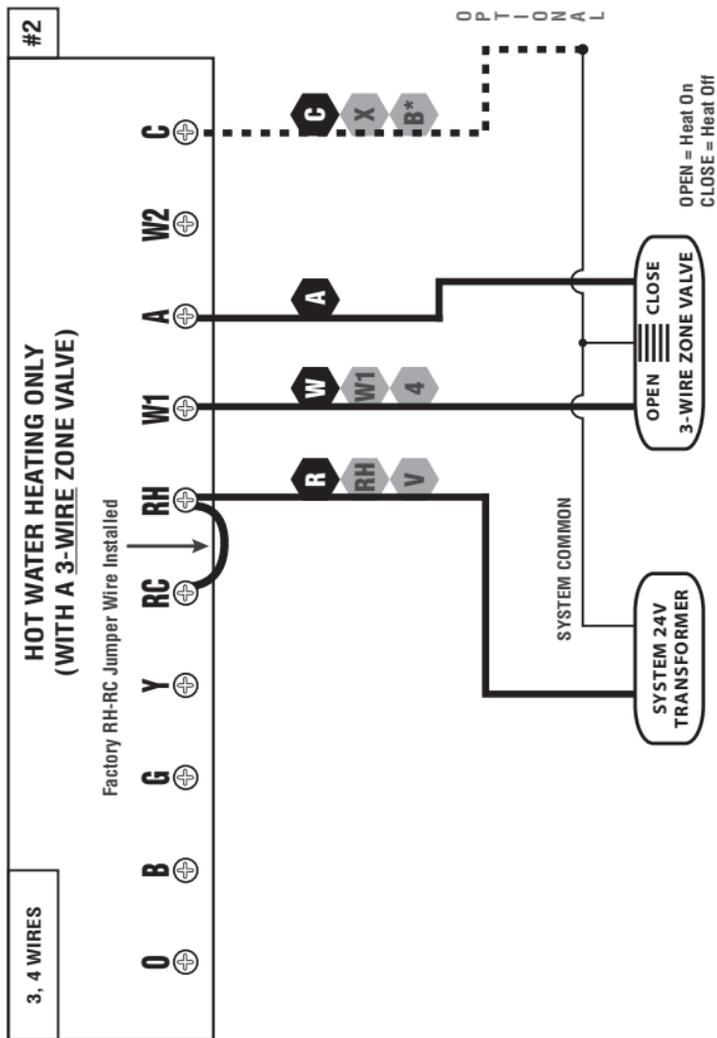 3, 4 WIRES
HOT WATER HEATING ONLY
(WITH A 3-WIRE ZONE VALVE)
#2
Factory RH-RC Jumper Wire Installed
O B G Y RC RH W1 A W2 C
R W A C
RH W1 X
V 4 B*
OPTIONAL
SYSTEM COMMON
SYSTEM 24V
TRANSFORMER
OPEN CLOSE
3-WIRE ZONE VALVE
OPEN = Heat On
CLOSE = Heat Off